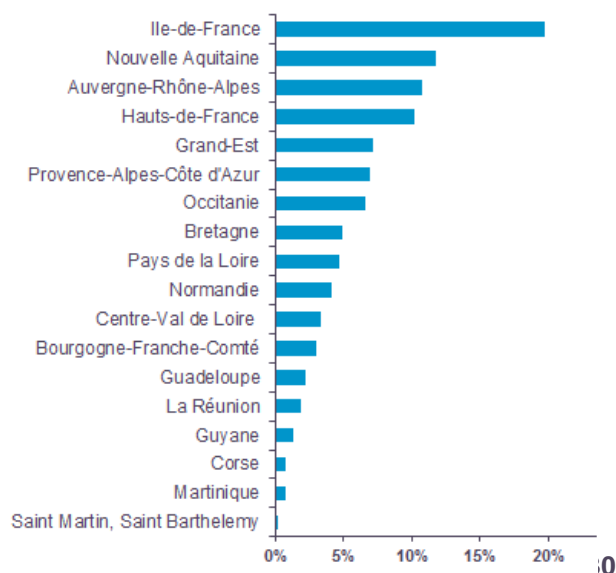 Ile-de-France
Nouvelle Aquitaine
Auvergne-Rhône-Alpes
Hauts-de-France
Grand-Est
Provence-Alpes-Côte d'Azur
Occitanie
Bretagne
Pays de la Loire
Normandie
Centre-Val de Loire
Bourgogne-Franche-Comté
Guadeloupe
La Réunion
Guyane
Corse
Martinique
Saint Martin, Saint Barthelemy
0% 5% 10% 15% 20%